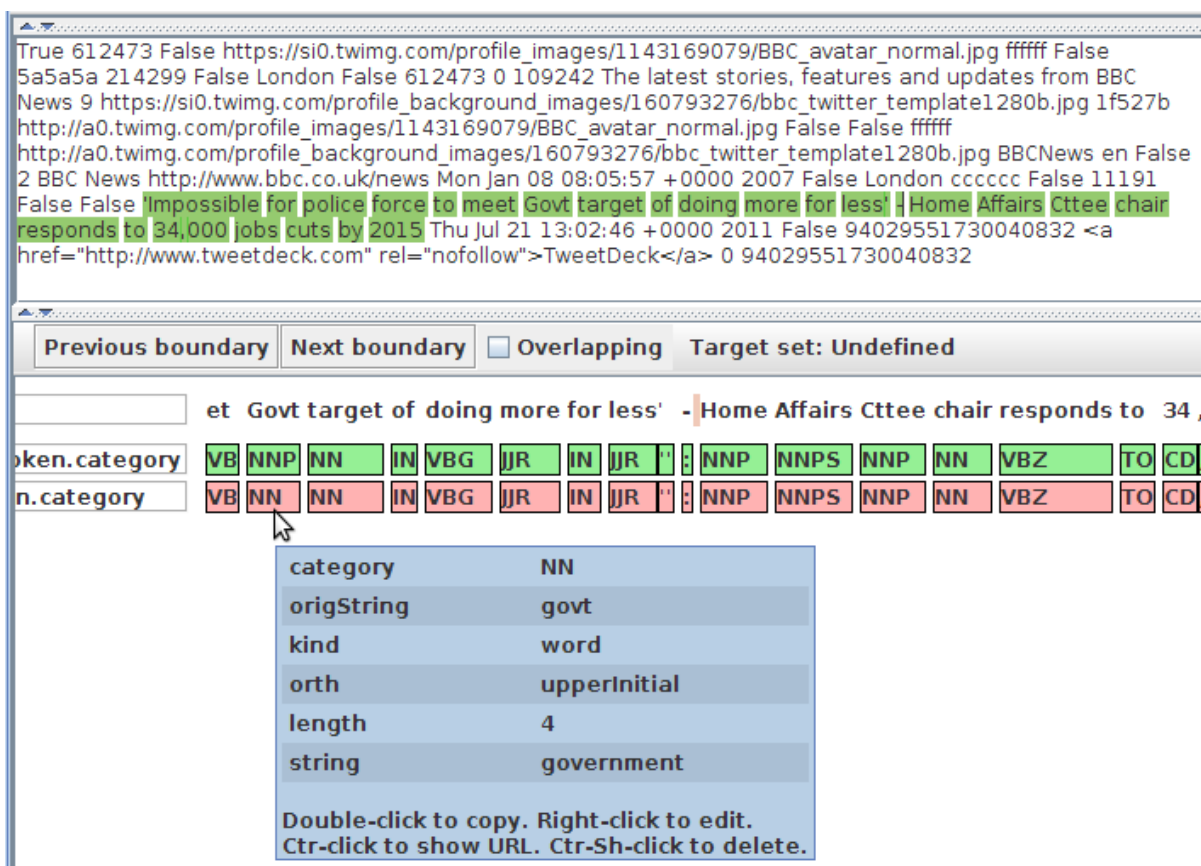 True 612473 False https://si0.twimg.com/profile_images/1143169079/BBC_avatar_normal.jpg ffffff False
5a5a5a 214299 False London False 612473 0 109242 The latest stories, features and updates from BBC
News 9 https://si0.twimg.com/profile_background_images/160793276/bbc_twitter_template1280b.jpg 1f527b
http://a0.twimg.com/profile_images/1143169079/BBC_avatar_normal.jpg False False ffffff
http://a0.twimg.com/profile_background_images/160793276/bbc_twitter_template1280b.jpg BBCNews en False
2 BBC News http://www.bbc.co.uk/news Mon Jan 08 08:05:57 +0000 2007 False London cccccc False 11191
False False 'Impossible for police force to meet Govt target of doing more for less' - Home Affairs Cttee chair
responds to 34,000 jobs cuts by 2015 Thu Jul 21 13:02:46 +0000 2011 False 94029551730040832 <a
href="http://www.tweetdeck.com" rel="nofollow">TweetDeck</a> 0 94029551730040832
Previous boundary Next boundary Overlapping Target set: Undefined
et Govt target of doing more for less' - Home Affairs Cttee chair responds to 34 ,
oken.category VB NNP NN IN VBG JJR IN JJR '' : NNP NNPS NNP NN VBZ TO CD
n.category VB NN NN IN VBG JJR IN JJR '' : NNP NNPS NNP NN VBZ TO CD
category NN
origString govt
kind word
orth upperInitial
length 4
string government
Double-click to copy. Right-click to edit.
Ctr-click to show URL. Ctr-Sh-click to delete.